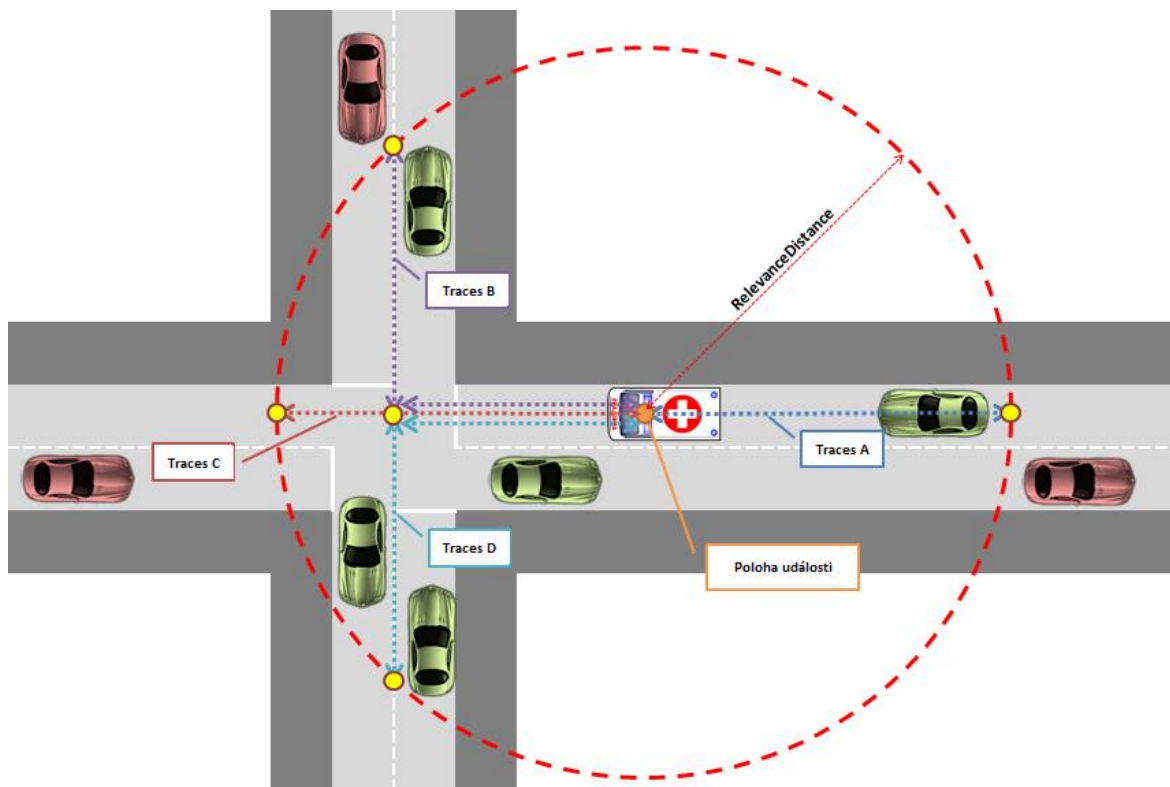 RelevanceDistance
Traces B
Traces C
Traces A
Traces D
Poloha události